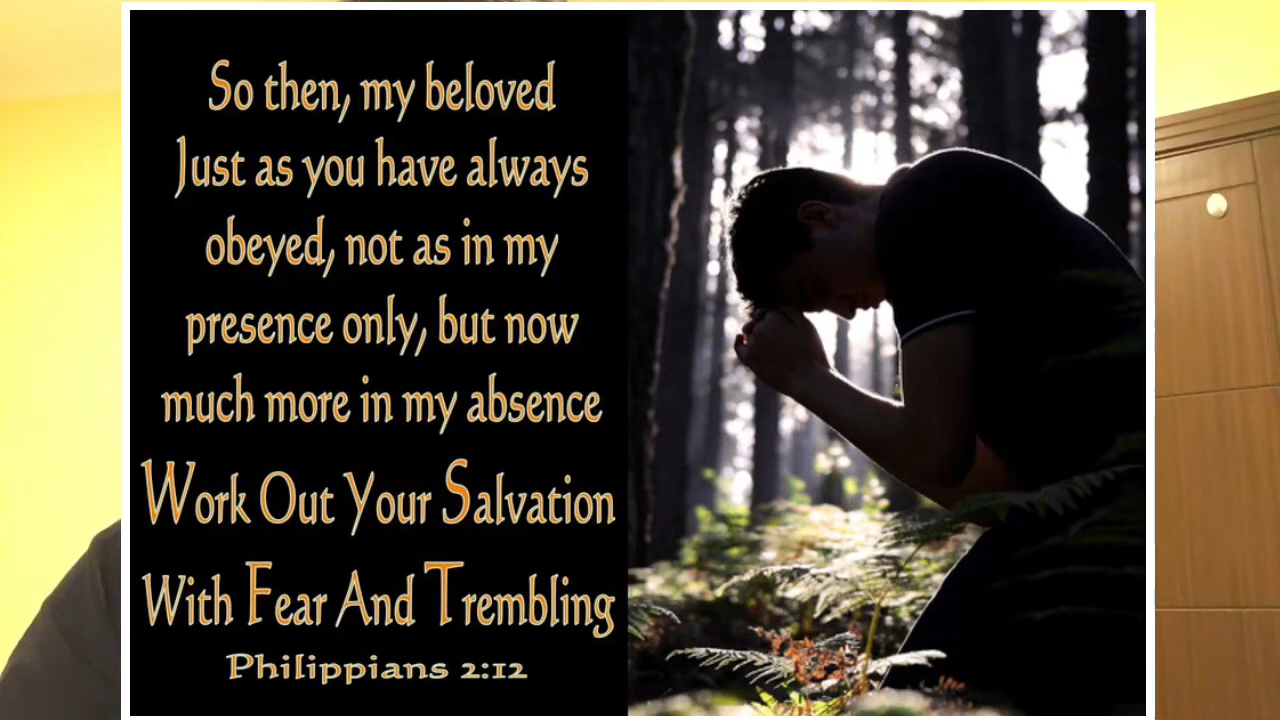 So then, my beloved
Just as you have always
obeyed, not as in my
presence only, but now
much more in my absence
Work Out Your Salvation
With Fear And Trembling
Philippians 2:12